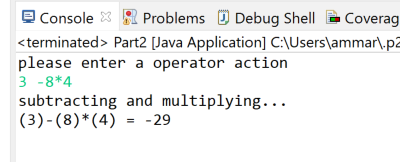 Console Problems Debug Shell Coverag
<terminated> Part2 [Java Application] C:\Users\ammar\.p2
please enter a operator action
3 -8*4
subtracting and multiplying...
(3)-(8)*(4) = -29